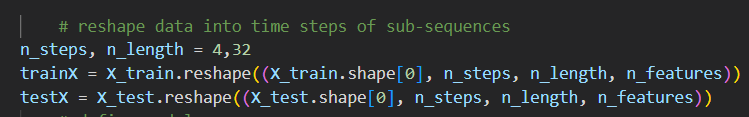 # reshape data into time steps of sub-sequences
n_steps, n_length = 4,32
trainX = X_train.reshape((X_train.shape[0], n_steps, n_length, n_features))
testX = X_test.reshape((X_test.shape[0], n_steps, n_length, n_features))